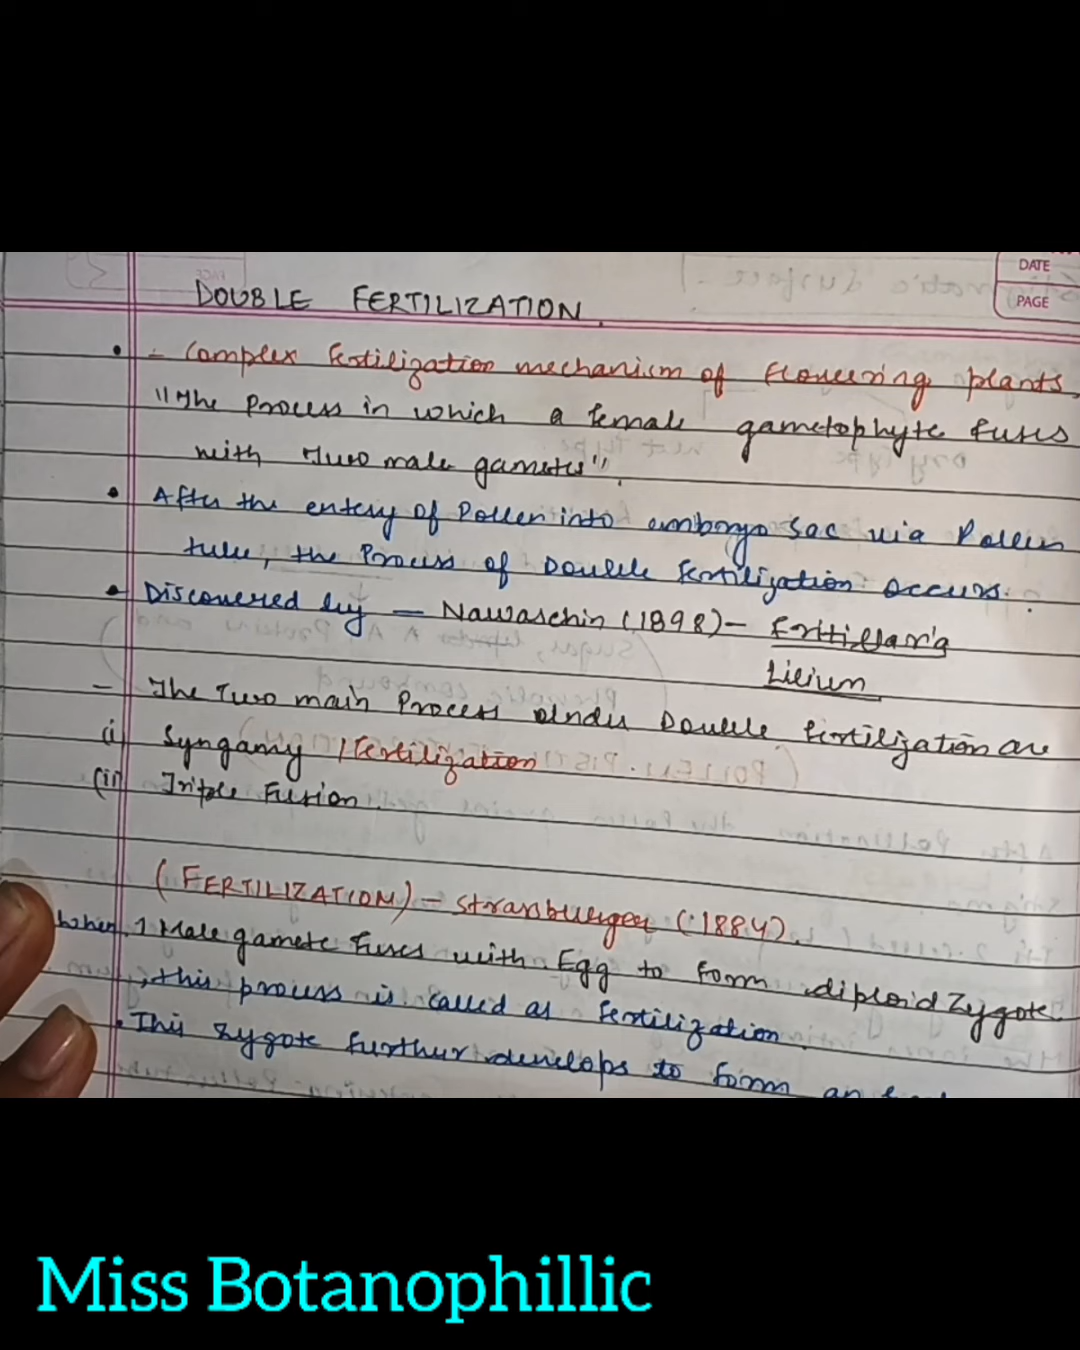 DATE
PAGE
DOUBLE FERTILIZATION.
• - Complex fertilization mechanism of flowering plants.
"The Process in which a female gametophyte fuses
with two male gametes".
• After the entery of Pollen into embryo sac via Pollen
tube, the Process of Double fertilization occurs.
• Discovered by — Nawaschin (1898) - Fritillaria
Lilium
- The Two main Process Under Double fertilization are
(i) Syngamy / fertilization
(ii) Triple Fusion.
(FERTILIZATION) - Strasburger (1884).
when 1 Male gamete fuses with Egg to form diploid Zygote.
, this process is called as fertilization.
• This zygote further develops to form an
Miss Botanophillic